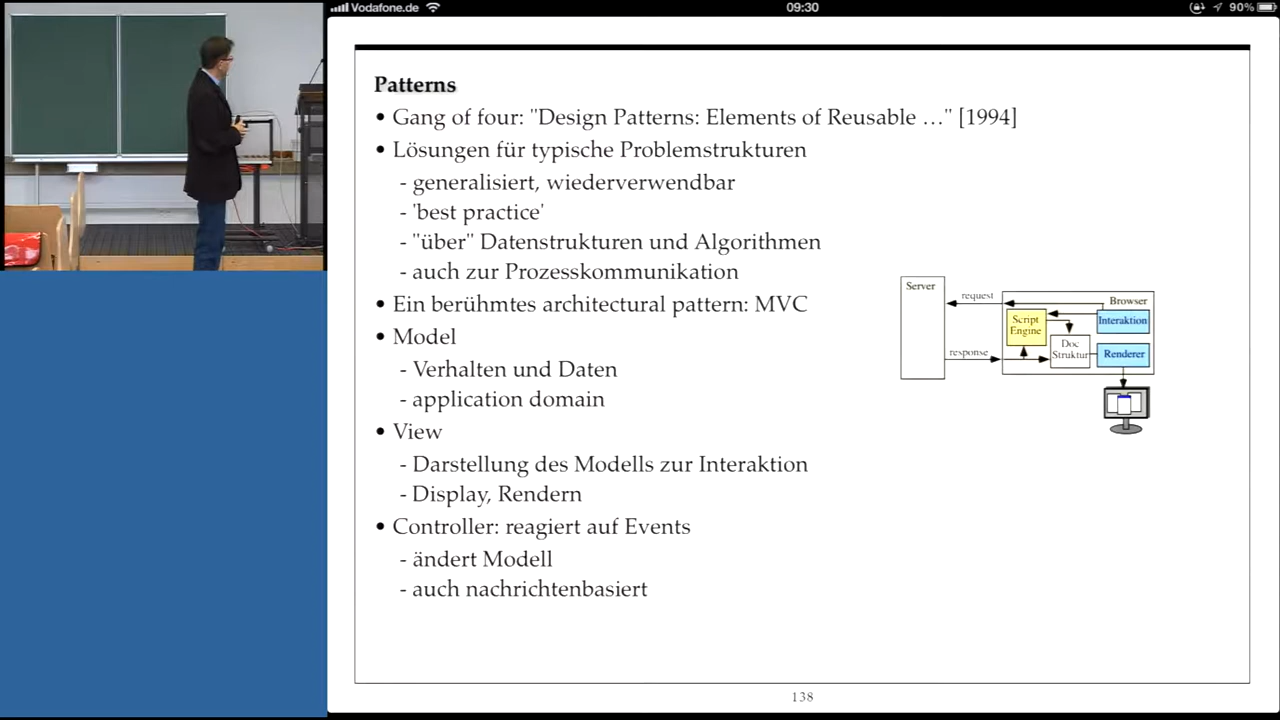 Vodafone.de 09:30 90%
Patterns
• Gang of four: "Design Patterns: Elements of Reusable …" [1994]
• Lösungen für typische Problemstrukturen
- generalisiert, wiederverwendbar
- 'best practice'
- "über" Datenstrukturen und Algorithmen
- auch zur Prozesskommunikation
• Ein berühmtes architectural pattern: MVC
• Model
- Verhalten und Daten
- application domain
• View
- Darstellung des Modells zur Interaktion
- Display, Rendern
• Controller: reagiert auf Events
- ändert Modell
- auch nachrichtenbasiert
Server
request
Browser
Script
Engine
Interaktion
Doc
Struktur
response
Renderer
138